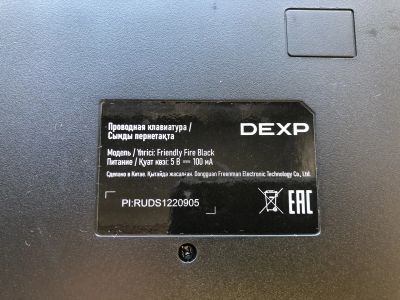 DEXP
Проводная клавиатура /
Сымды пернетақта
Модель / Үлгісі: Friendly Fire Black
Питание / Қуат көзі: 5 В ⎓ 100 мА
Сделано в Китае. Қытайда жасалған. Dongguan Freenman Electronic Technology Co., Ltd.
PI:RUDS1220905
EAC